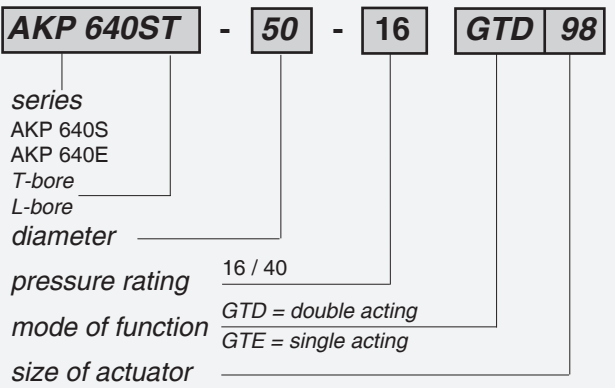 AKP 640ST - 50 - 16 GTD 98
series
AKP 640S
AKP 640E
T-bore
L-bore
diameter
pressure rating 16 / 40
mode of function GTD = double acting
GTE = single acting
size of actuator